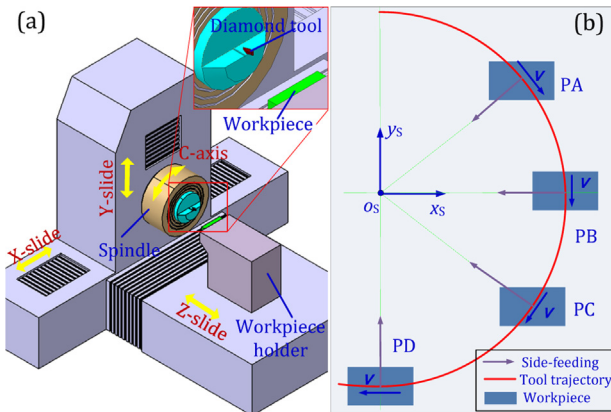 (a)
Diamond tool
Workpiece
C-axis
Y-slide
Spindle
X-slide
Z-slide
Workpiece
holder
(b)
V
PA
yS
oS
xS
V
PB
V
PC
PD
V
Side-feeding
Tool trajectory
Workpiece